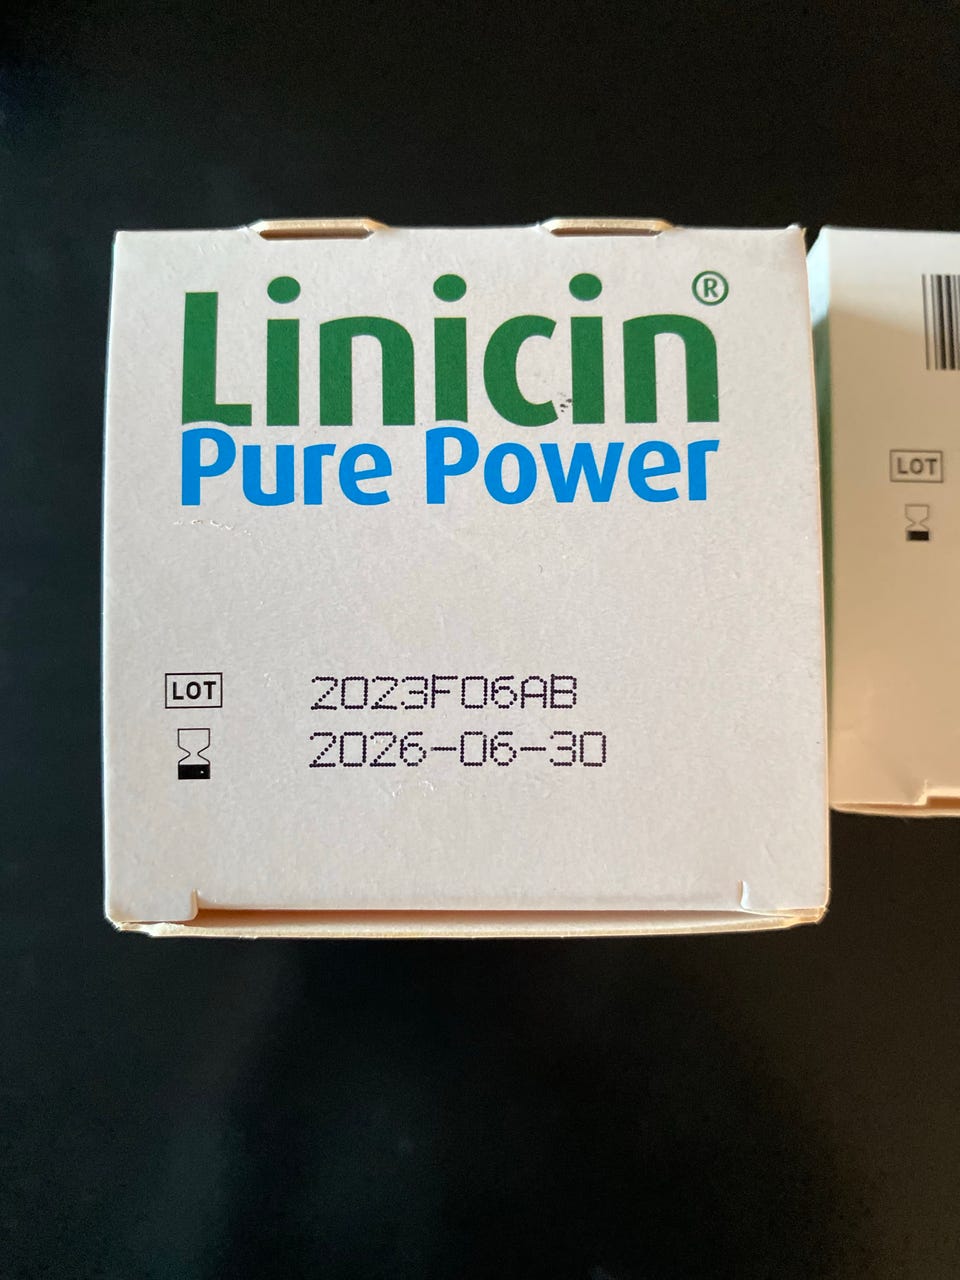 Linicin®
Pure Power
LOT 2023F06AB
2026-06-30
LOT